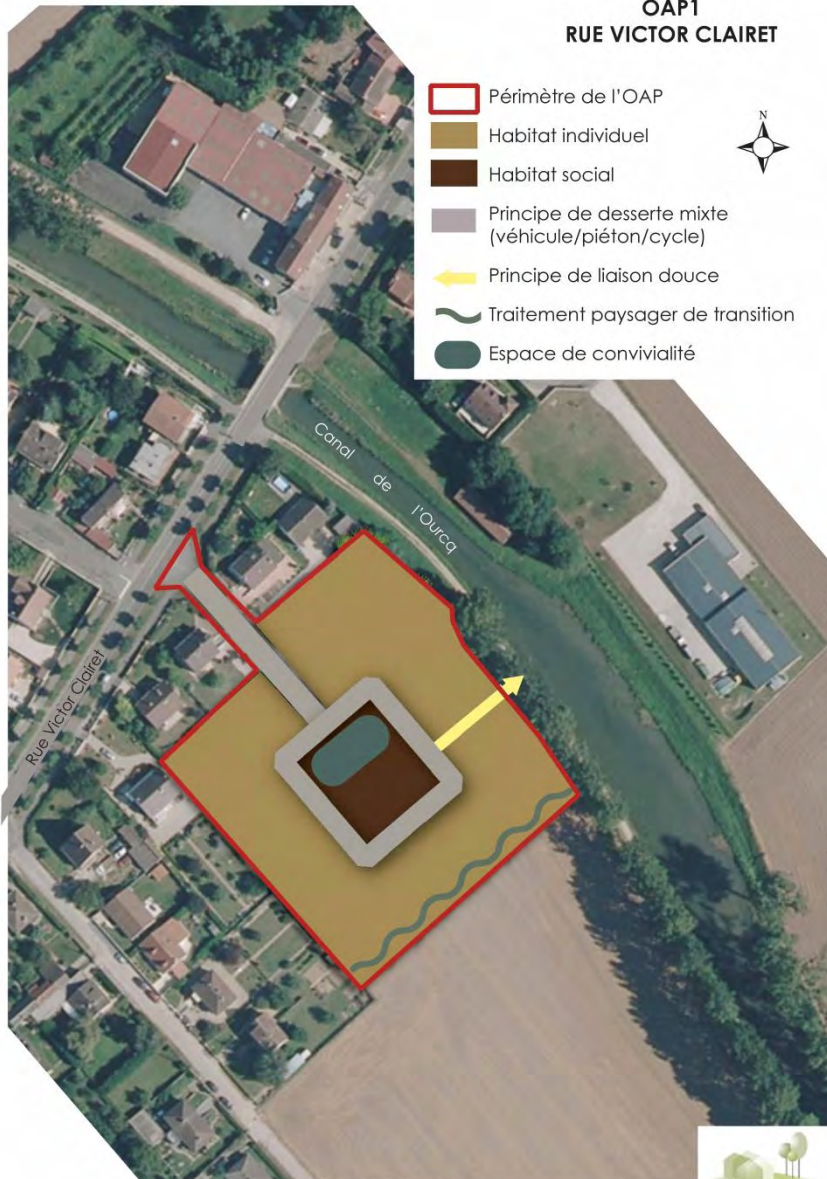 OAP1
RUE VICTOR CLAIRET
Périmètre de l'OAP
Habitat individuel
Habitat social
N
Principe de desserte mixte
(véhicule/piéton/cycle)
Principe de liaison douce
Traitement paysager de transition
Espace de convivialité
Canal de l'Ourcq
Rue Victor Clairet